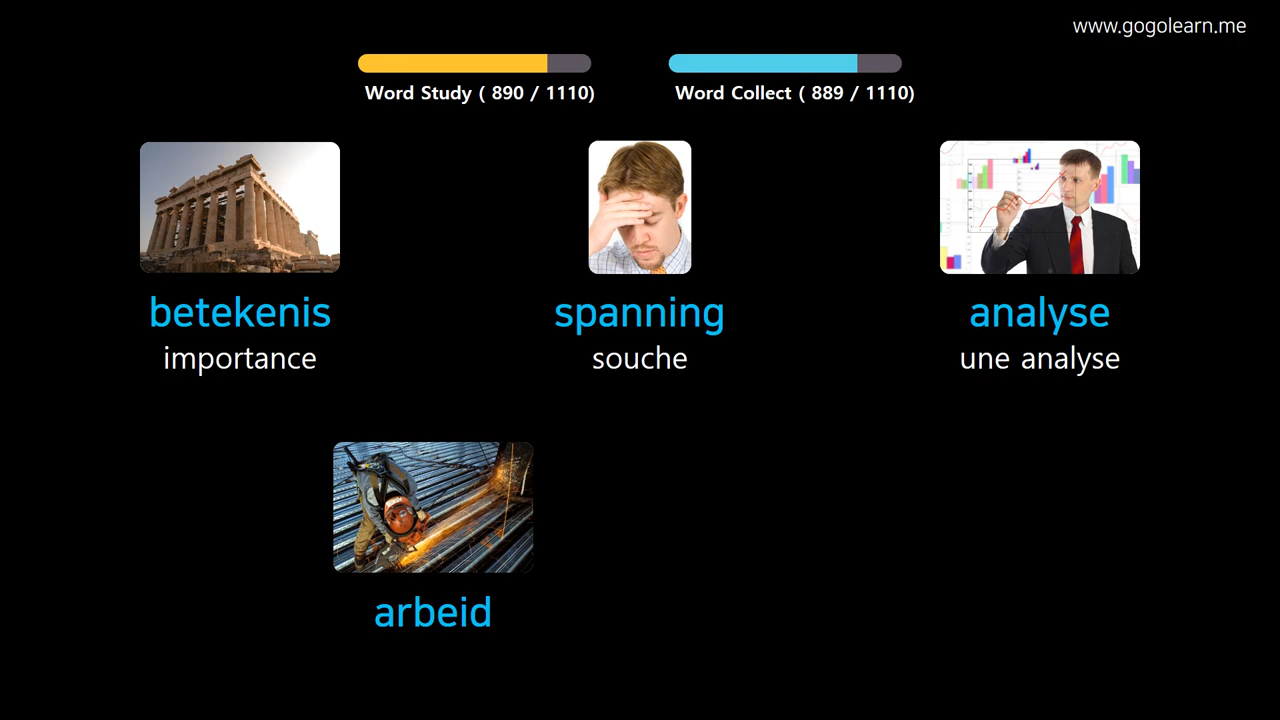 www.gogolearn.me
Word Study ( 890 / 1110)
Word Collect ( 889 / 1110)
betekenis
importance
spanning
souche
analyse
une analyse
arbeid